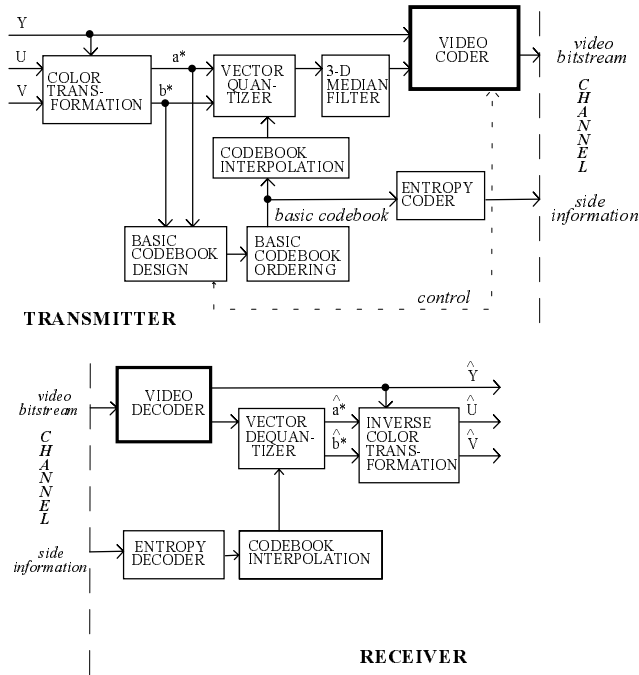 Y
U
V
COLOR
TRANS-
FORMATION
a*
b*
VECTOR
QUAN-
TIZER
3-D
MEDIAN
FILTER
VIDEO
CODER
video
bitstream
CHANNEL
CODEBOOK
INTERPOLATION
basic codebook
ENTROPY
CODER
side
information
BASIC
CODEBOOK
DESIGN
BASIC
CODEBOOK
ORDERING
control
TRANSMITTER
video
bitstream
CHANNEL
side
information
VIDEO
DECODER
VECTOR
DEQUAN-
TIZER
â*
b̂*
INVERSE
COLOR
TRANS-
FORMATION
Ŷ
Û
V̂
ENTROPY
DECODER
CODEBOOK
INTERPOLATION
RECEIVER